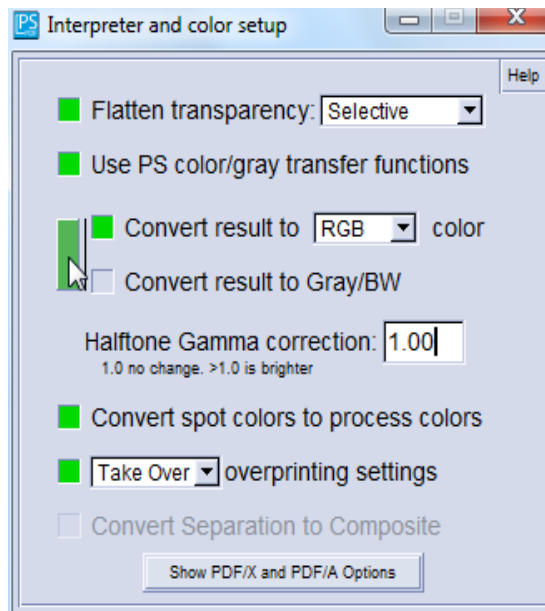 PS Interpreter and color setup
Help
Flatten transparency: Selective
Use PS color/gray transfer functions
Convert result to RGB color
Convert result to Gray/BW
Halftone Gamma correction: 1.00
1.0 no change. >1.0 is brighter
Convert spot colors to process colors
Take Over overprinting settings
Convert Separation to Composite
Show PDF/X and PDF/A Options